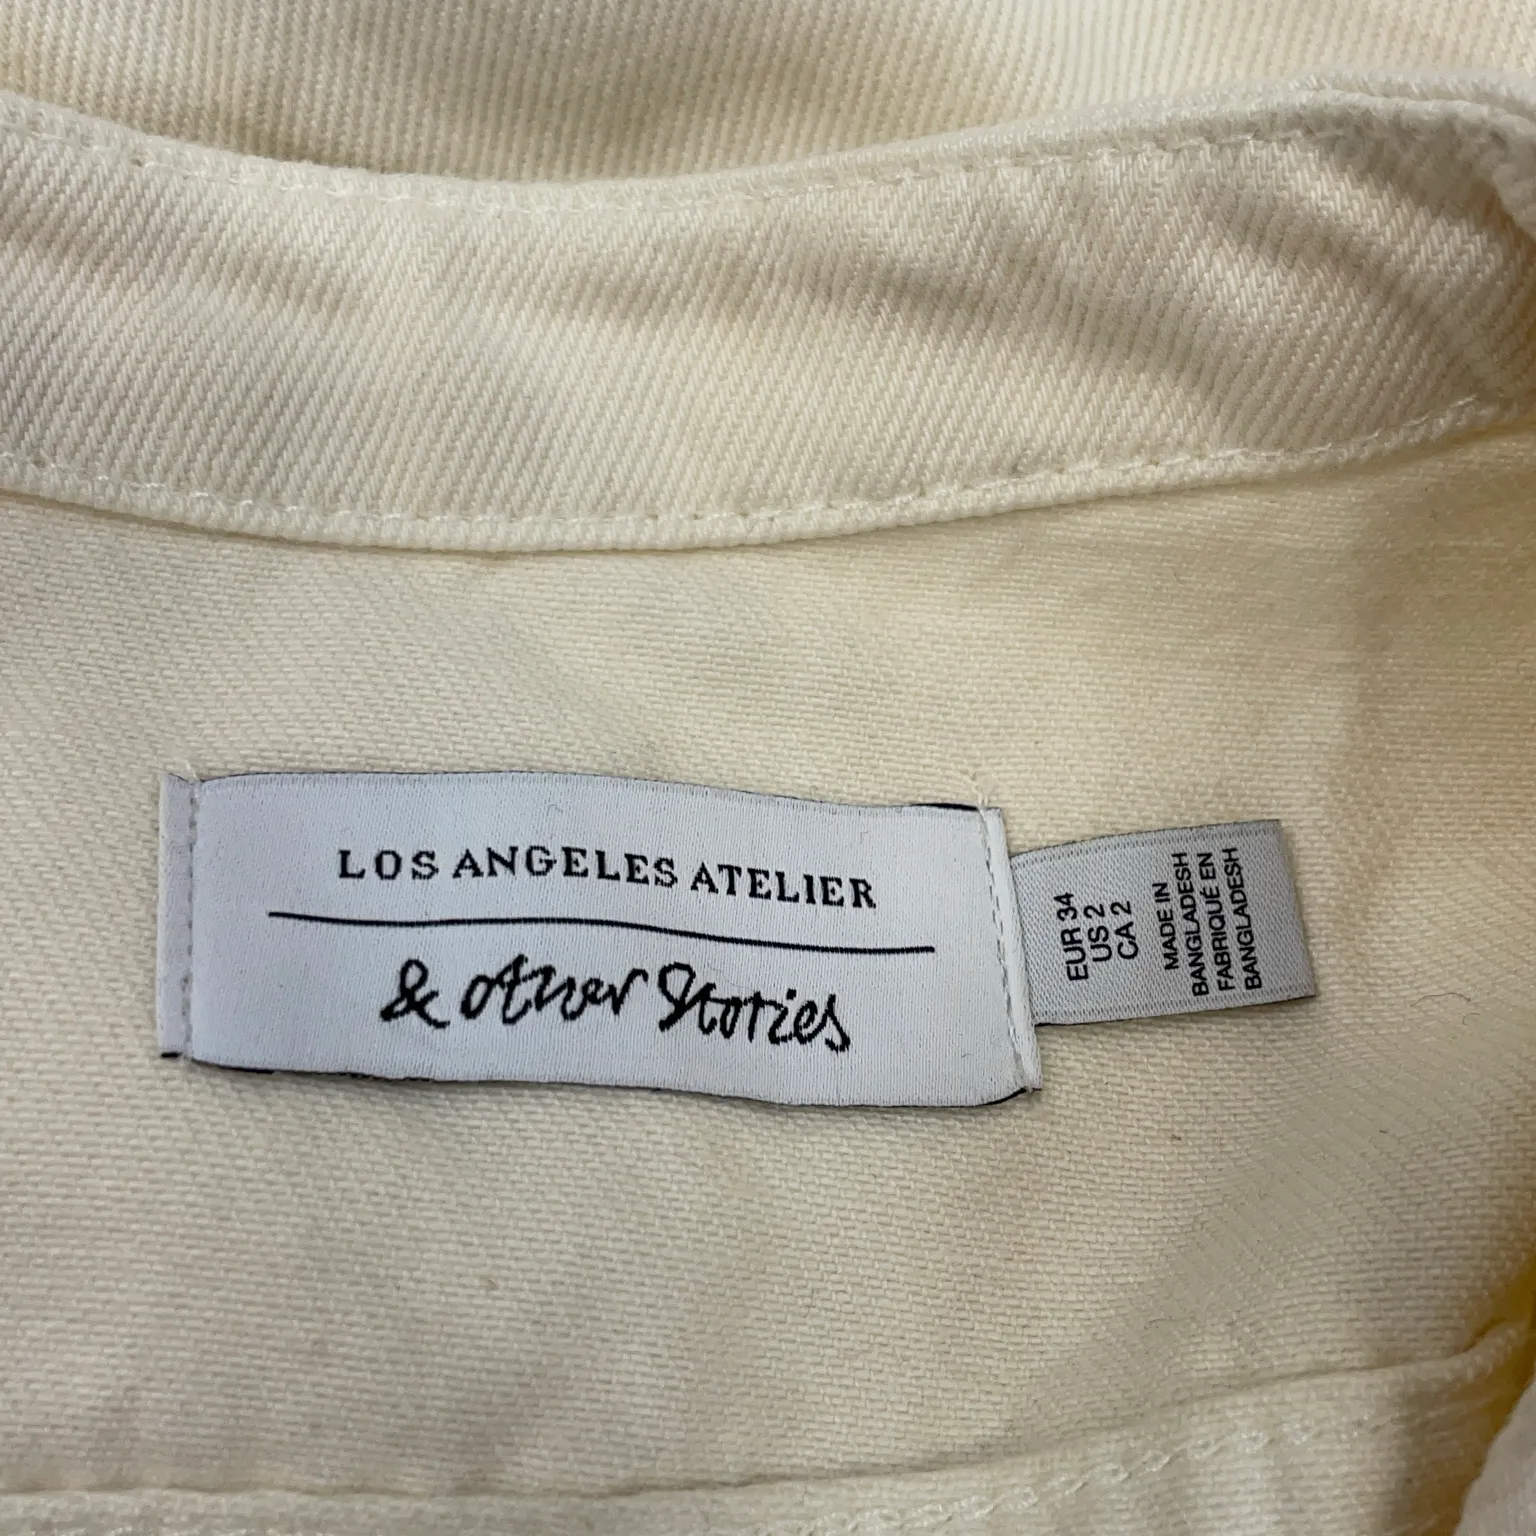 LOS ANGELES ATELIER
& other Stories
EUR 34
US 2
CA 2
MADE IN
BANGLADESH
FABRIQUÉ EN
BANGLADESH